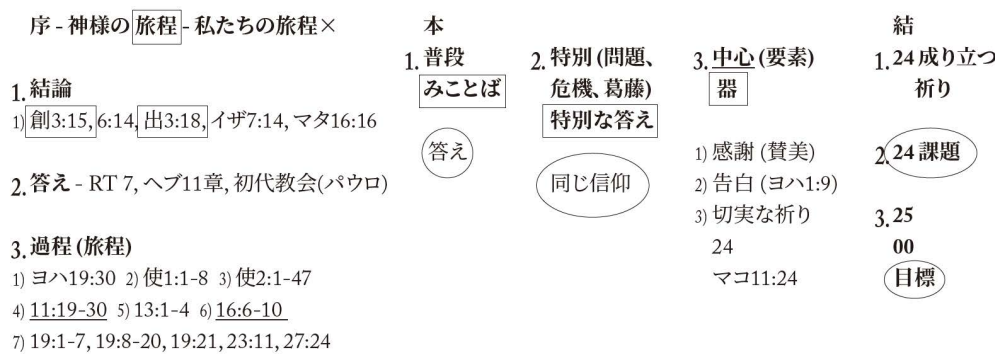 序 - 神様の 旅程 - 私たちの旅程×
1. 結論
1) 創3:15, 6:14, 出3:18, イザ7:14, マタ16:16
2. 答え - RT 7, ヘブ11章, 初代教会(パウロ)
3. 過程 (旅程)
1) ヨハ19:30 2) 使1:1-8 3) 使2:1-47
4) 11:19-30 5) 13:1-4 6) 16:6-10
7) 19:1-7, 19:8-20, 19:21, 23:11, 27:24
本
1. 普段
みことば
答え
2. 特別 (問題、
危機、葛藤)
特別な答え
同じ信仰
3. 中心 (要素)
器
1) 感謝 (賛美)
2) 告白 (ヨハ1:9)
3) 切実な祈り
24
マコ11:24
結
1. 24 成り立つ
祈り
2. 24 課題
3. 25
00
目標